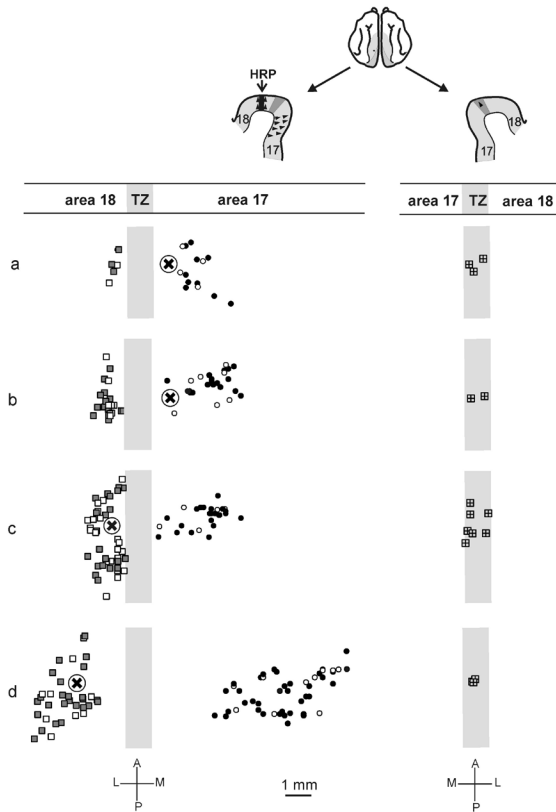 HRP
18
17
18
17
area 18 TZ area 17
area 17 TZ area 18
a
b
c
d
A
L M
P
1 mm
A
M L
P